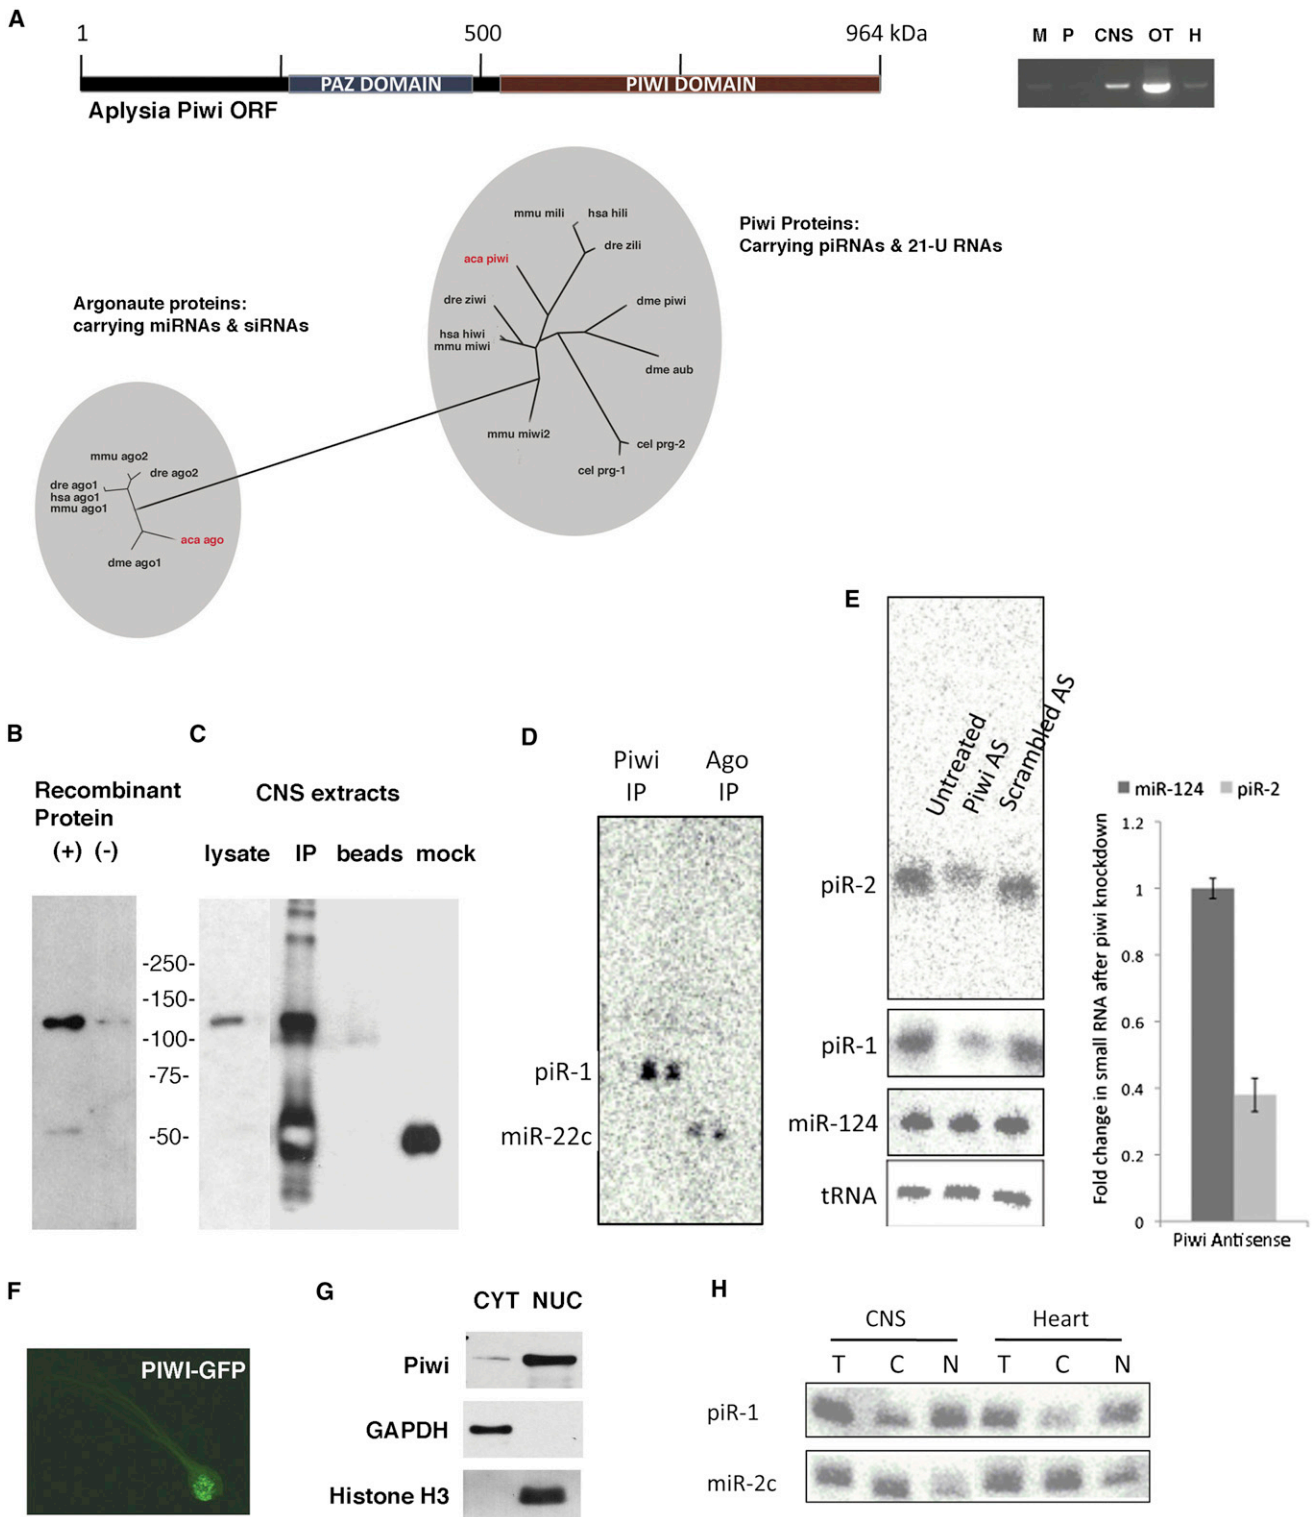 A
1
500
964 kDa
PAZ DOMAIN
PIWI DOMAIN
Aplysia Piwi ORF
M P CNS OT H
Piwi Proteins:
Carrying piRNAs & 21-U RNAs
mmu mili
hsa hili
dre zili
aca piwi
dre ziwi
hsa hiwi
mmu miwi
dme piwi
dme aub
mmu miwi2
cel prg-2
cel prg-1
Argonaute proteins:
carrying miRNAs & siRNAs
mmu ago2
dre ago2
dre ago1
hsa ago1
mmu ago1
aca ago
dme ago1
B
Recombinant
Protein
(+) (-)
-250-
-150-
-100-
-75-
-50-
C
CNS extracts
lysate IP beads mock
D
Piwi
IP
Ago
IP
piR-1
miR-22c
E
Untreated
Piwi AS
Scrambled AS
piR-2
piR-1
miR-124
tRNA
miR-124 piR-2
Fold change in small RNA after piwi knockdown
1.2
1
0.8
0.6
0.4
0.2
0
Piwi Antisense
F
PIWI-GFP
G
CYT NUC
Piwi
GAPDH
Histone H3
H
CNS Heart
T C N T C N
piR-1
miR-2c